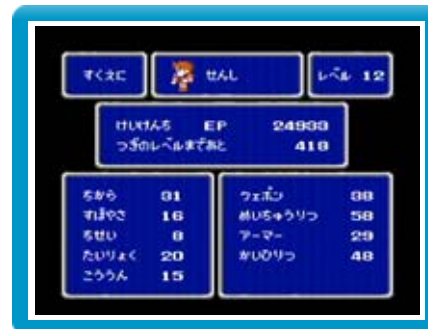 すくえに
せんし
レベル 12
けいけんち EP 24933
つぎのレベルまであと 418
ちから 31
すばやさ 16
ちせい 8
たいりょく 20
こううん 15
ウェポン 38
めいちゅうりつ 58
アーマー 29
かいひりつ 48